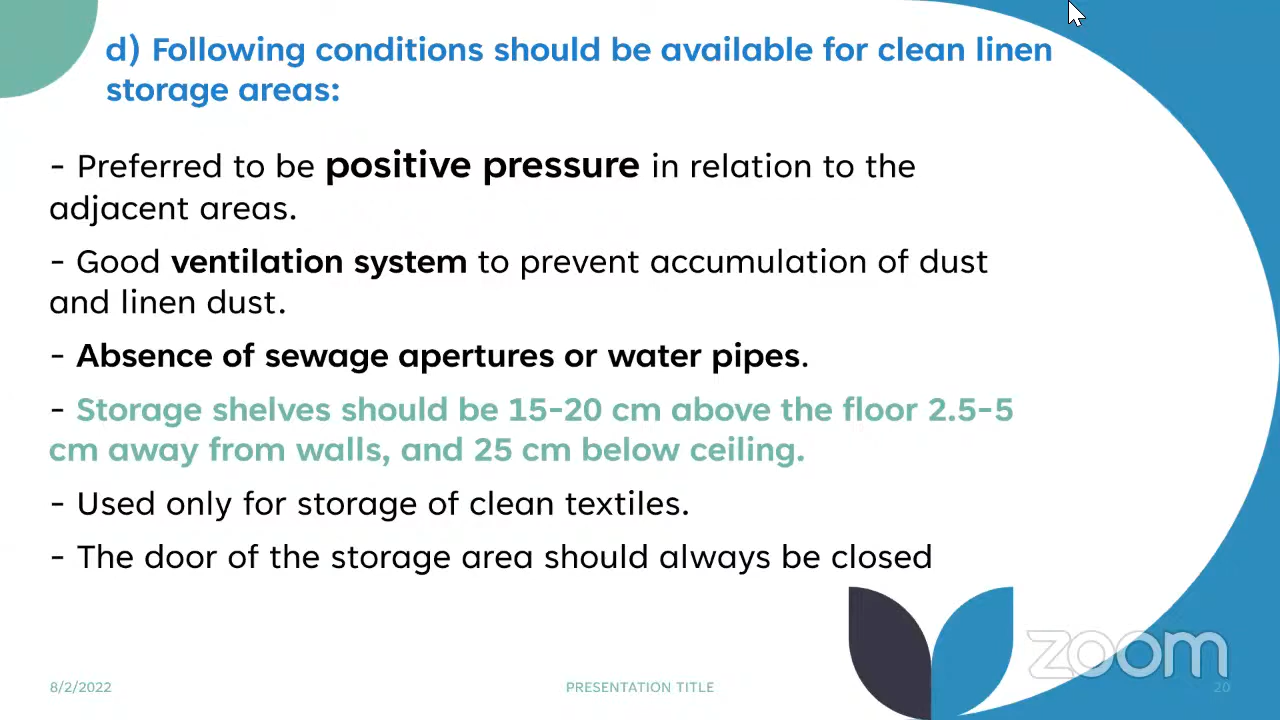 d) Following conditions should be available for clean linen
storage areas:
- Preferred to be positive pressure in relation to the
adjacent areas.
- Good ventilation system to prevent accumulation of dust
and linen dust.
- Absence of sewage apertures or water pipes.
- Storage shelves should be 15-20 cm above the floor 2.5-5
cm away from walls, and 25 cm below ceiling.
- Used only for storage of clean textiles.
- The door of the storage area should always be closed
zoom
8/2/2022
PRESENTATION TITLE
20